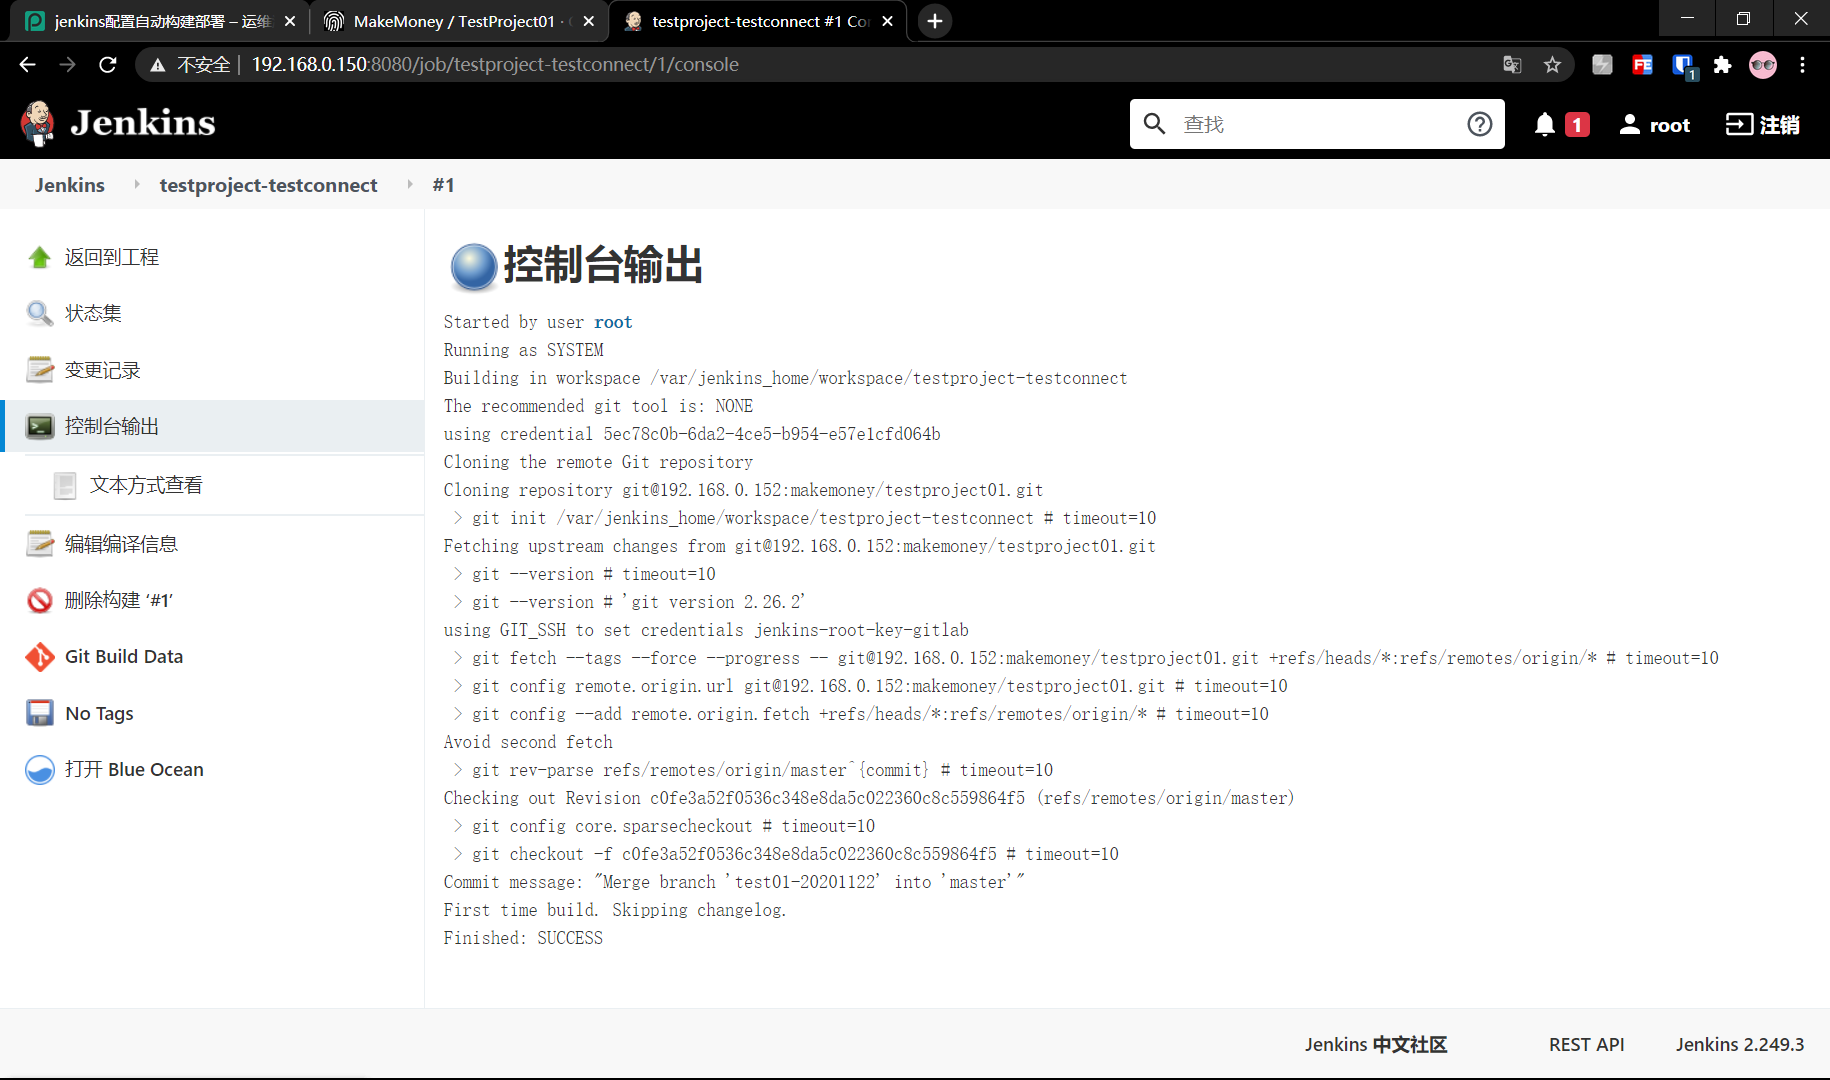 jenkins配置自动构建部署 – 运维
MakeMoney / TestProject01 ·
testproject-testconnect #1 Co
不安全 | 192.168.0.150:8080/job/testproject-testconnect/1/console
1
Jenkins
查找
1
root
注销
Jenkins
testproject-testconnect
#1
返回到工程
状态集
变更记录
控制台输出
文本方式查看
编辑编译信息
删除构建 ‘#1’
Git Build Data
No Tags
打开 Blue Ocean
控制台输出
Started by user root
Running as SYSTEM
Building in workspace /var/jenkins_home/workspace/testproject-testconnect
The recommended git tool is: NONE
using credential 5ec78c0b-6da2-4ce5-b954-e57e1cfd064b
Cloning the remote Git repository
Cloning repository git@192.168.0.152:makemoney/testproject01.git
> git init /var/jenkins_home/workspace/testproject-testconnect # timeout=10
Fetching upstream changes from git@192.168.0.152:makemoney/testproject01.git
> git --version # timeout=10
> git --version # 'git version 2.26.2'
using GIT_SSH to set credentials jenkins-root-key-gitlab
> git fetch --tags --force --progress -- git@192.168.0.152:makemoney/testproject01.git +refs/heads/*:refs/remotes/origin/* # timeout=10
> git config remote.origin.url git@192.168.0.152:makemoney/testproject01.git # timeout=10
> git config --add remote.origin.fetch +refs/heads/*:refs/remotes/origin/* # timeout=10
Avoid second fetch
> git rev-parse refs/remotes/origin/master^{commit} # timeout=10
Checking out Revision c0fe3a52f0536c348e8da5c022360c8c559864f5 (refs/remotes/origin/master)
> git config core.sparsecheckout # timeout=10
> git checkout -f c0fe3a52f0536c348e8da5c022360c8c559864f5 # timeout=10
Commit message: "Merge branch 'test01-20201122' into 'master'"
First time build. Skipping changelog.
Finished: SUCCESS
Jenkins 中文社区
REST API
Jenkins 2.249.3